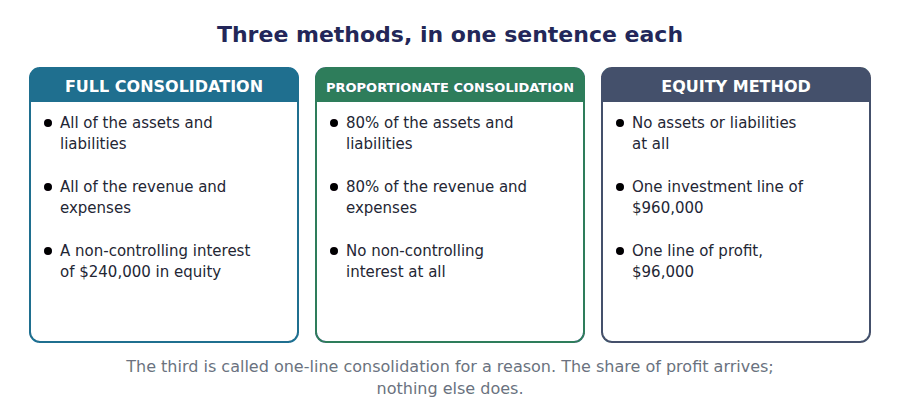 Three methods, in one sentence each
FULL CONSOLIDATION
All of the assets and
liabilities
All of the revenue and
expenses
A non-controlling interest
of $240,000 in equity
PROPORTIONATE CONSOLIDATION
80% of the assets and
liabilities
80% of the revenue and
expenses
No non-controlling
interest at all
EQUITY METHOD
No assets or liabilities
at all
One investment line of
$960,000
One line of profit,
$96,000
The third is called one-line consolidation for a reason. The share of profit arrives;
nothing else does.